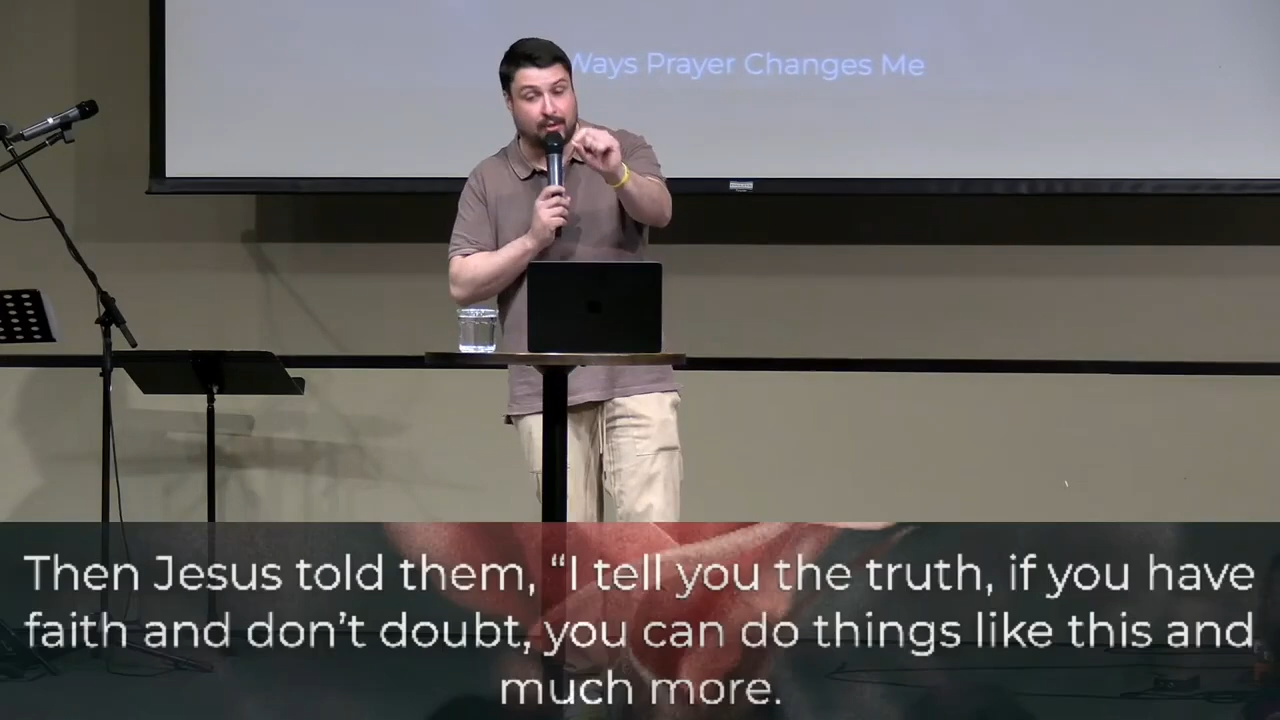 Ways Prayer Changes Me
Then Jesus told them, “I tell you the truth, if you have
faith and don’t doubt, you can do things like this and
much more.